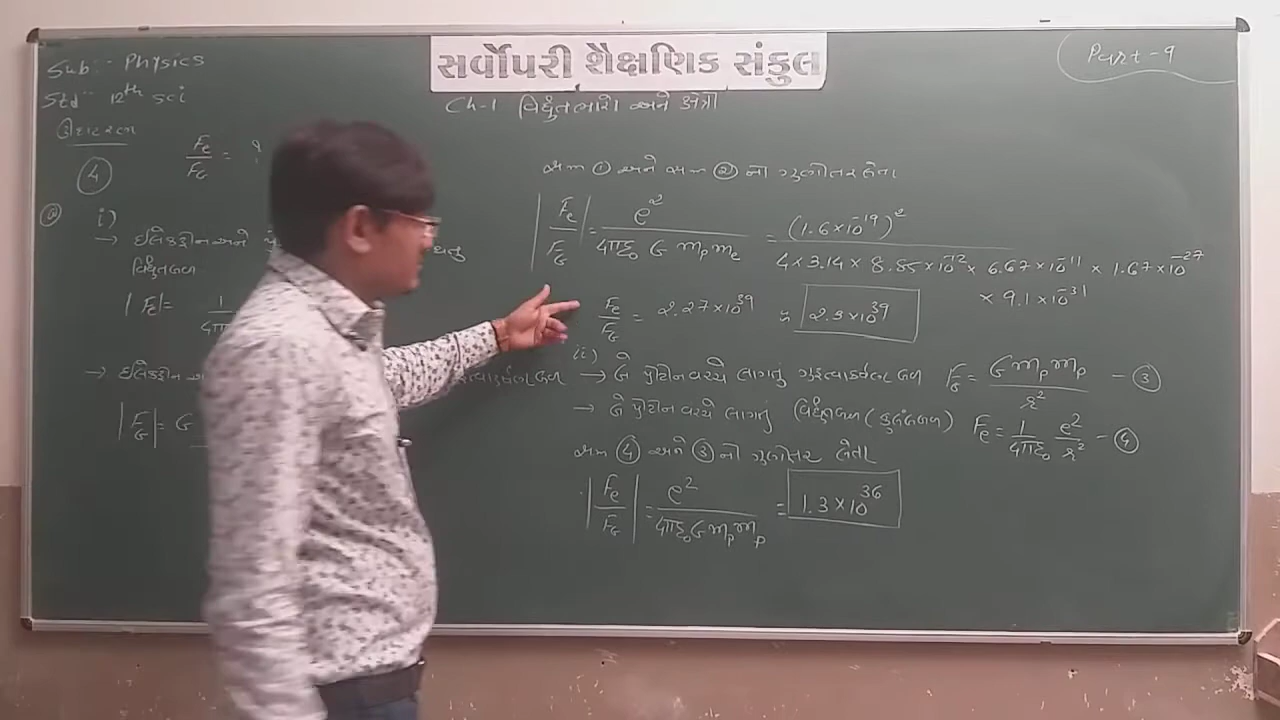 સર્વોપરી શૈક્ષણિક સંકુલ
Part-9
Sub:- Physics
Std:- 12th sci
Ch-1 વિદ્યુતભારો અને ક્ષેત્રો
ઉદાહરણ
4
Fe/FG = ?
i)
→ ઇલેક્ટ્રોન અને
વિદ્યુતબળ
|Fe| = 1/4π
→ ઇલેક્ટ્રોન
ગુરુત્વાકર્ષણ બળ
|FG| = G
સમ ① અને સમ ② નો ગુણોત્તર લેતા
|Fe/FG| = e²/4πε₀ G mp me = (1.6×10⁻¹⁹)²/4×3.14×8.85×10⁻¹²×6.67×10⁻¹¹×1.67×10⁻²⁷
×9.1×10⁻³¹
Fe/FG = 2.27×10³⁹ ≈ 2.3×10³⁹
ii)
→ બે પ્રોટોન વચ્ચે લાગતું ગુરુત્વાકર્ષણ બળ FG = G mp mp/r² - ③
→ બે પ્રોટોન વચ્ચે લાગતું વિદ્યુતબળ (કુલંબબળ) Fe = 1/4πε₀ e²/r² - ④
સમ ④ અને ③ નો ગુણોત્તર લેતા
|Fe/FG| = e²/4πε₀ G mp mp = 1.3×10³⁶